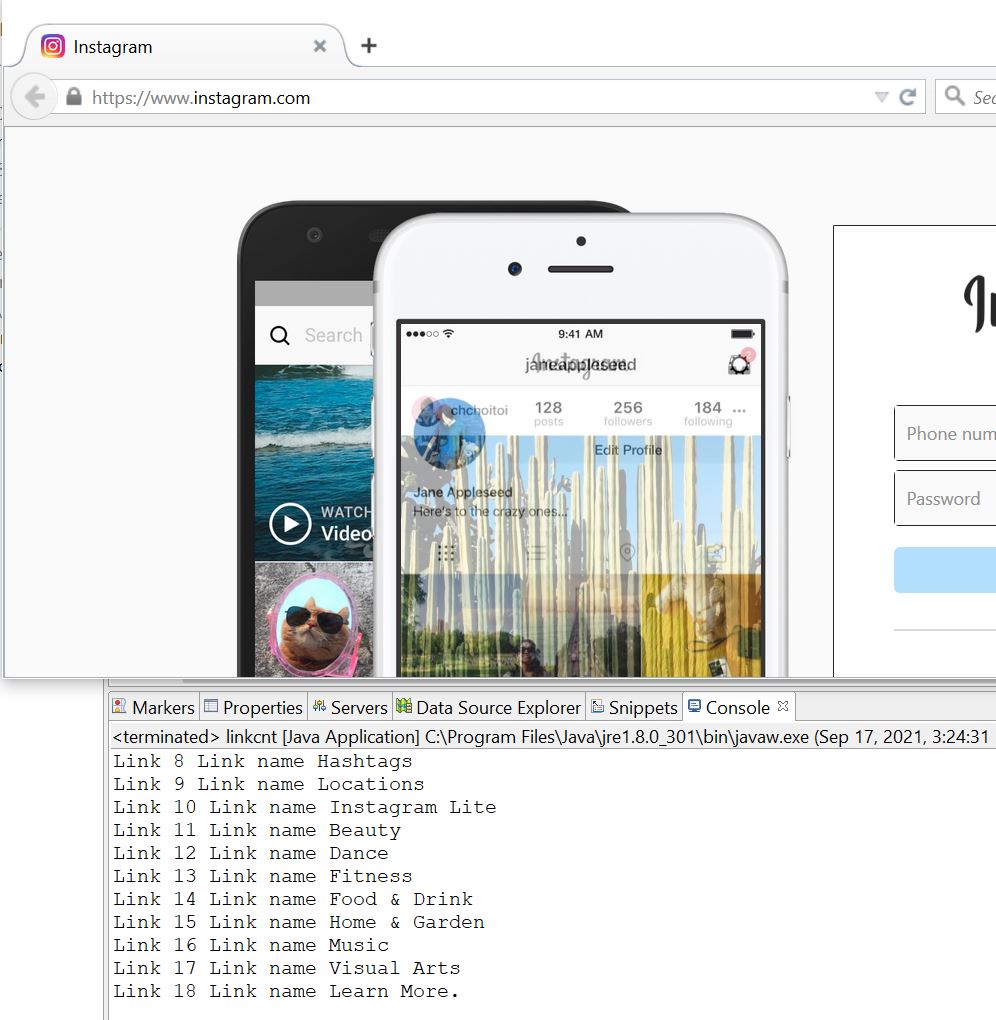 Instagram
https://www.instagram.com
9:41 AM
Search
janeappleseed
2
chchoitoi
128 256 184
posts followers following
Edit Profile
Phone num
Jane Appleseed
Here's to the crazy ones...
Password
WATCH
Video
Markers Properties Servers Data Source Explorer Snippets Console
<terminated> linkcnt [Java Application] C:\Program Files\Java\jre1.8.0_301\bin\javaw.exe (Sep 17, 2021, 3:24:31
Link 8 Link name Hashtags
Link 9 Link name Locations
Link 10 Link name Instagram Lite
Link 11 Link name Beauty
Link 12 Link name Dance
Link 13 Link name Fitness
Link 14 Link name Food & Drink
Link 15 Link name Home & Garden
Link 16 Link name Music
Link 17 Link name Visual Arts
Link 18 Link name Learn More.